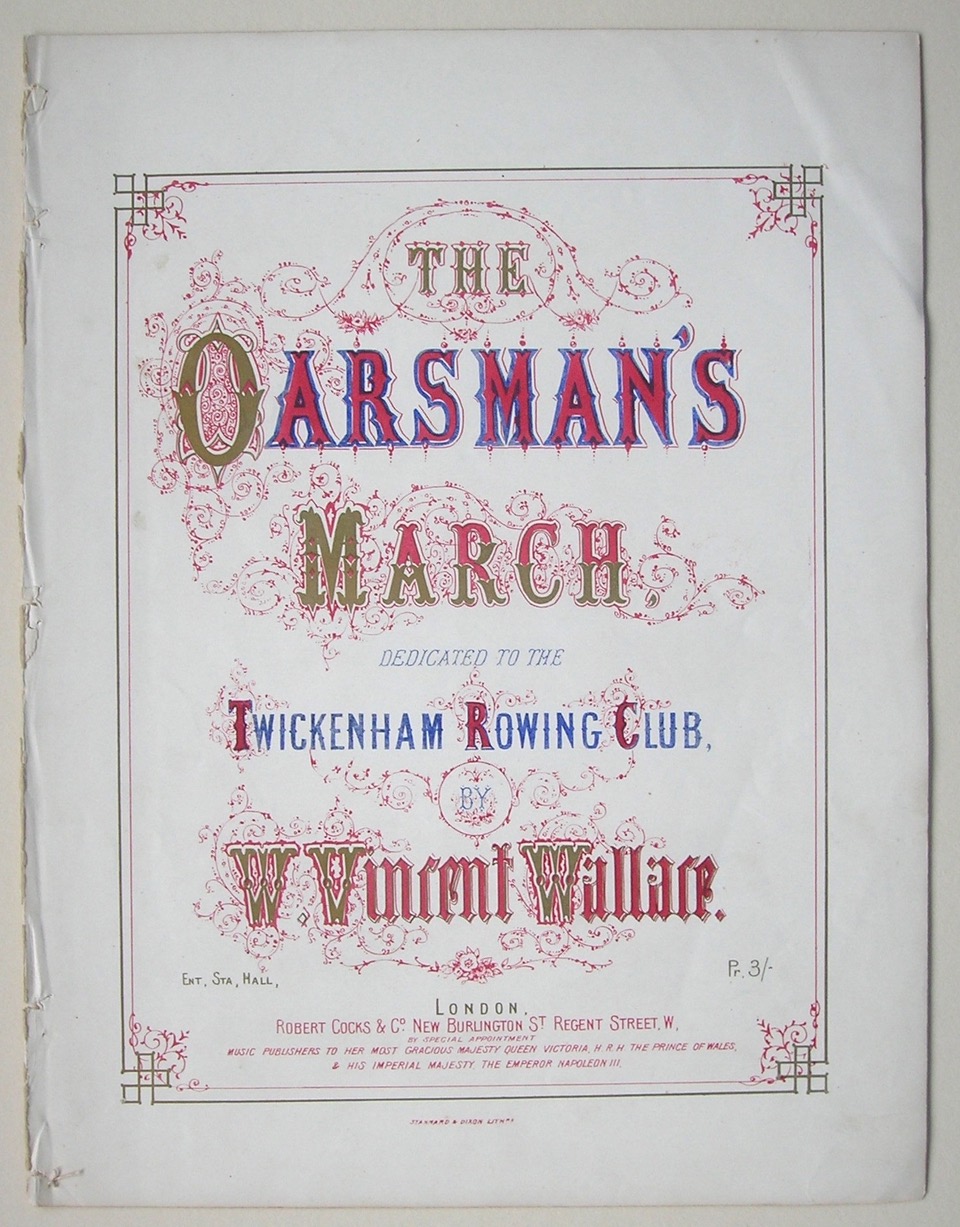 THE
OARSMAN'S
MARCH,
DEDICATED TO THE
TWICKENHAM ROWING CLUB,
BY
W. Vincent Wallace.
ENT, STA, HALL,
Pr. 3/-
LONDON,
ROBERT COCKS & Co. NEW BURLINGTON ST. REGENT STREET, W,
BY SPECIAL APPOINTMENT
MUSIC PUBLISHERS TO HER MOST GRACIOUS MAJESTY QUEEN VICTORIA, H.R.H. THE PRINCE OF WALES,
& HIS IMPERIAL MAJESTY THE EMPEROR NAPOLEON III.
STANNARD & DIXON LITHRS